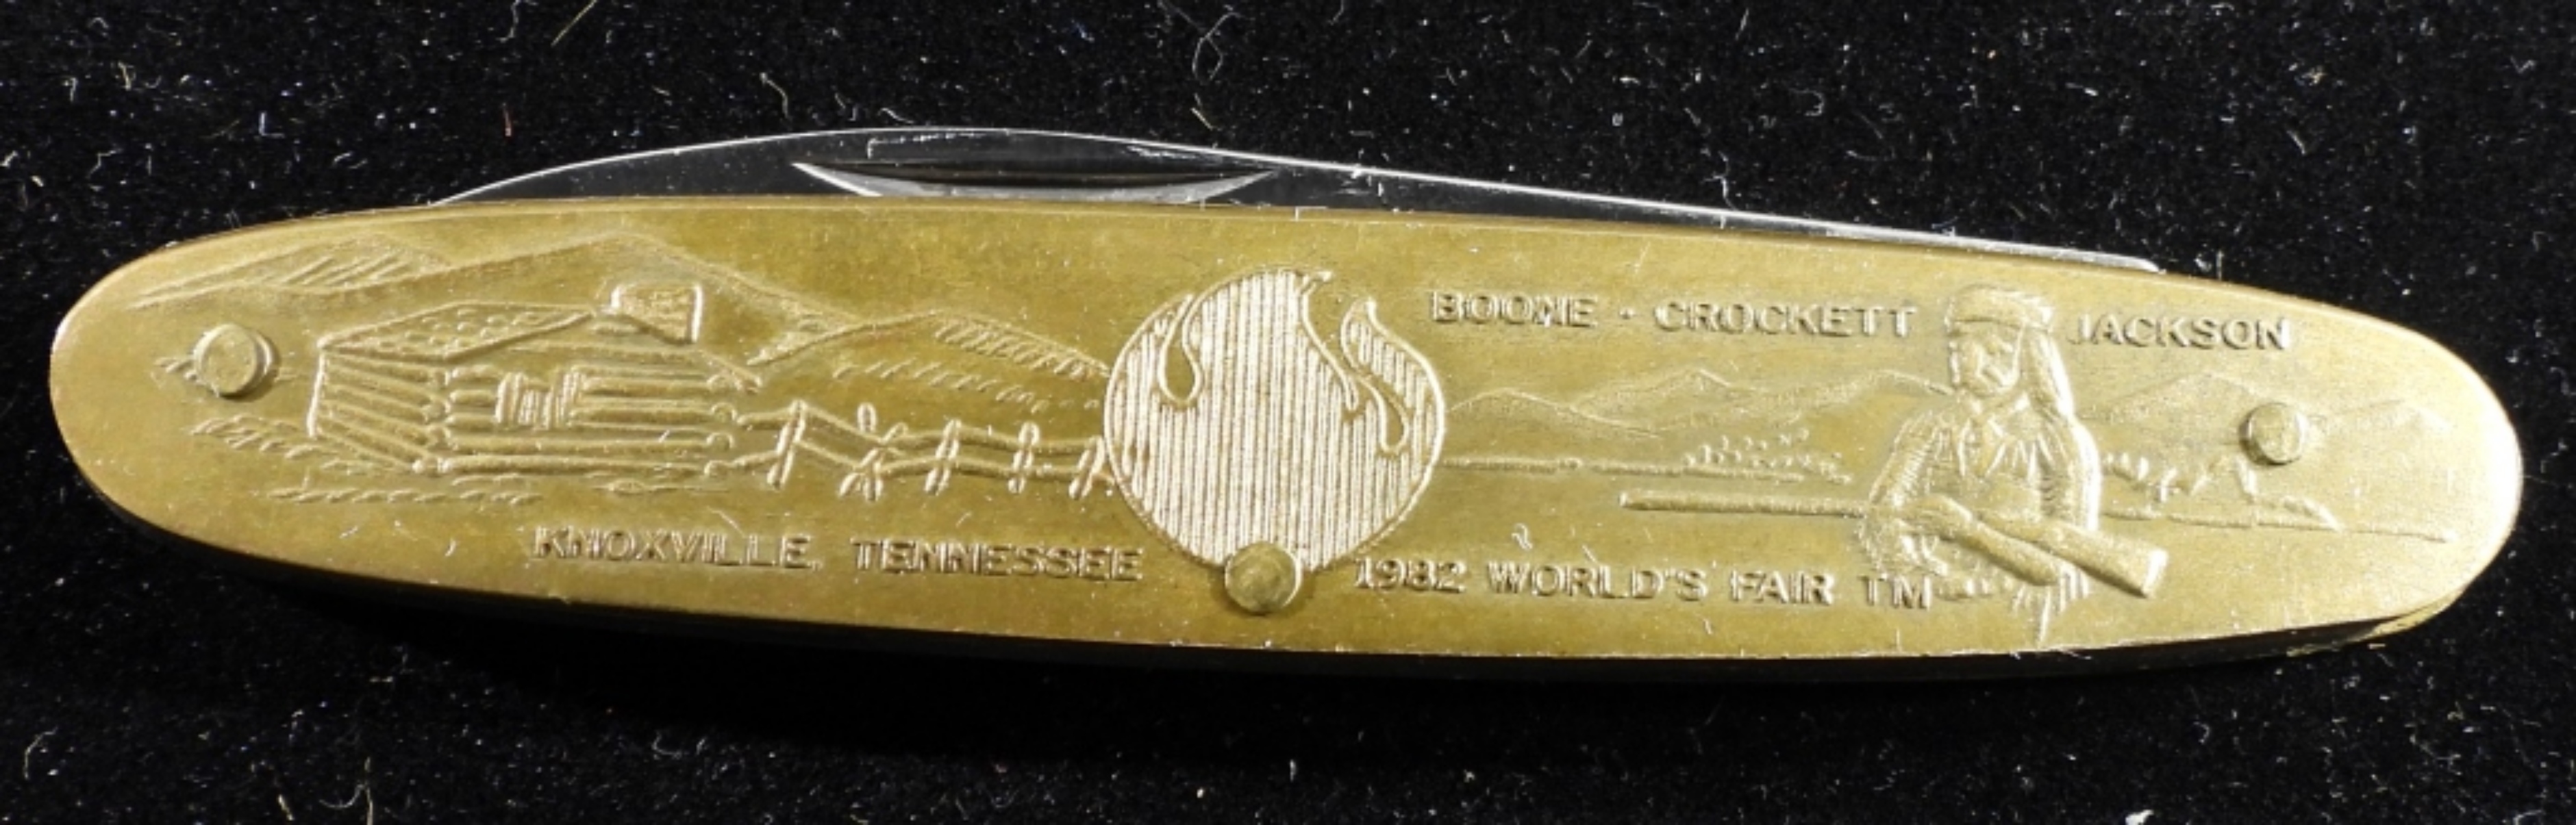 BOONE · CROCKETT JACKSON
KNOXVILLE, TENNESSEE
1982 WORLD'S FAIR TM